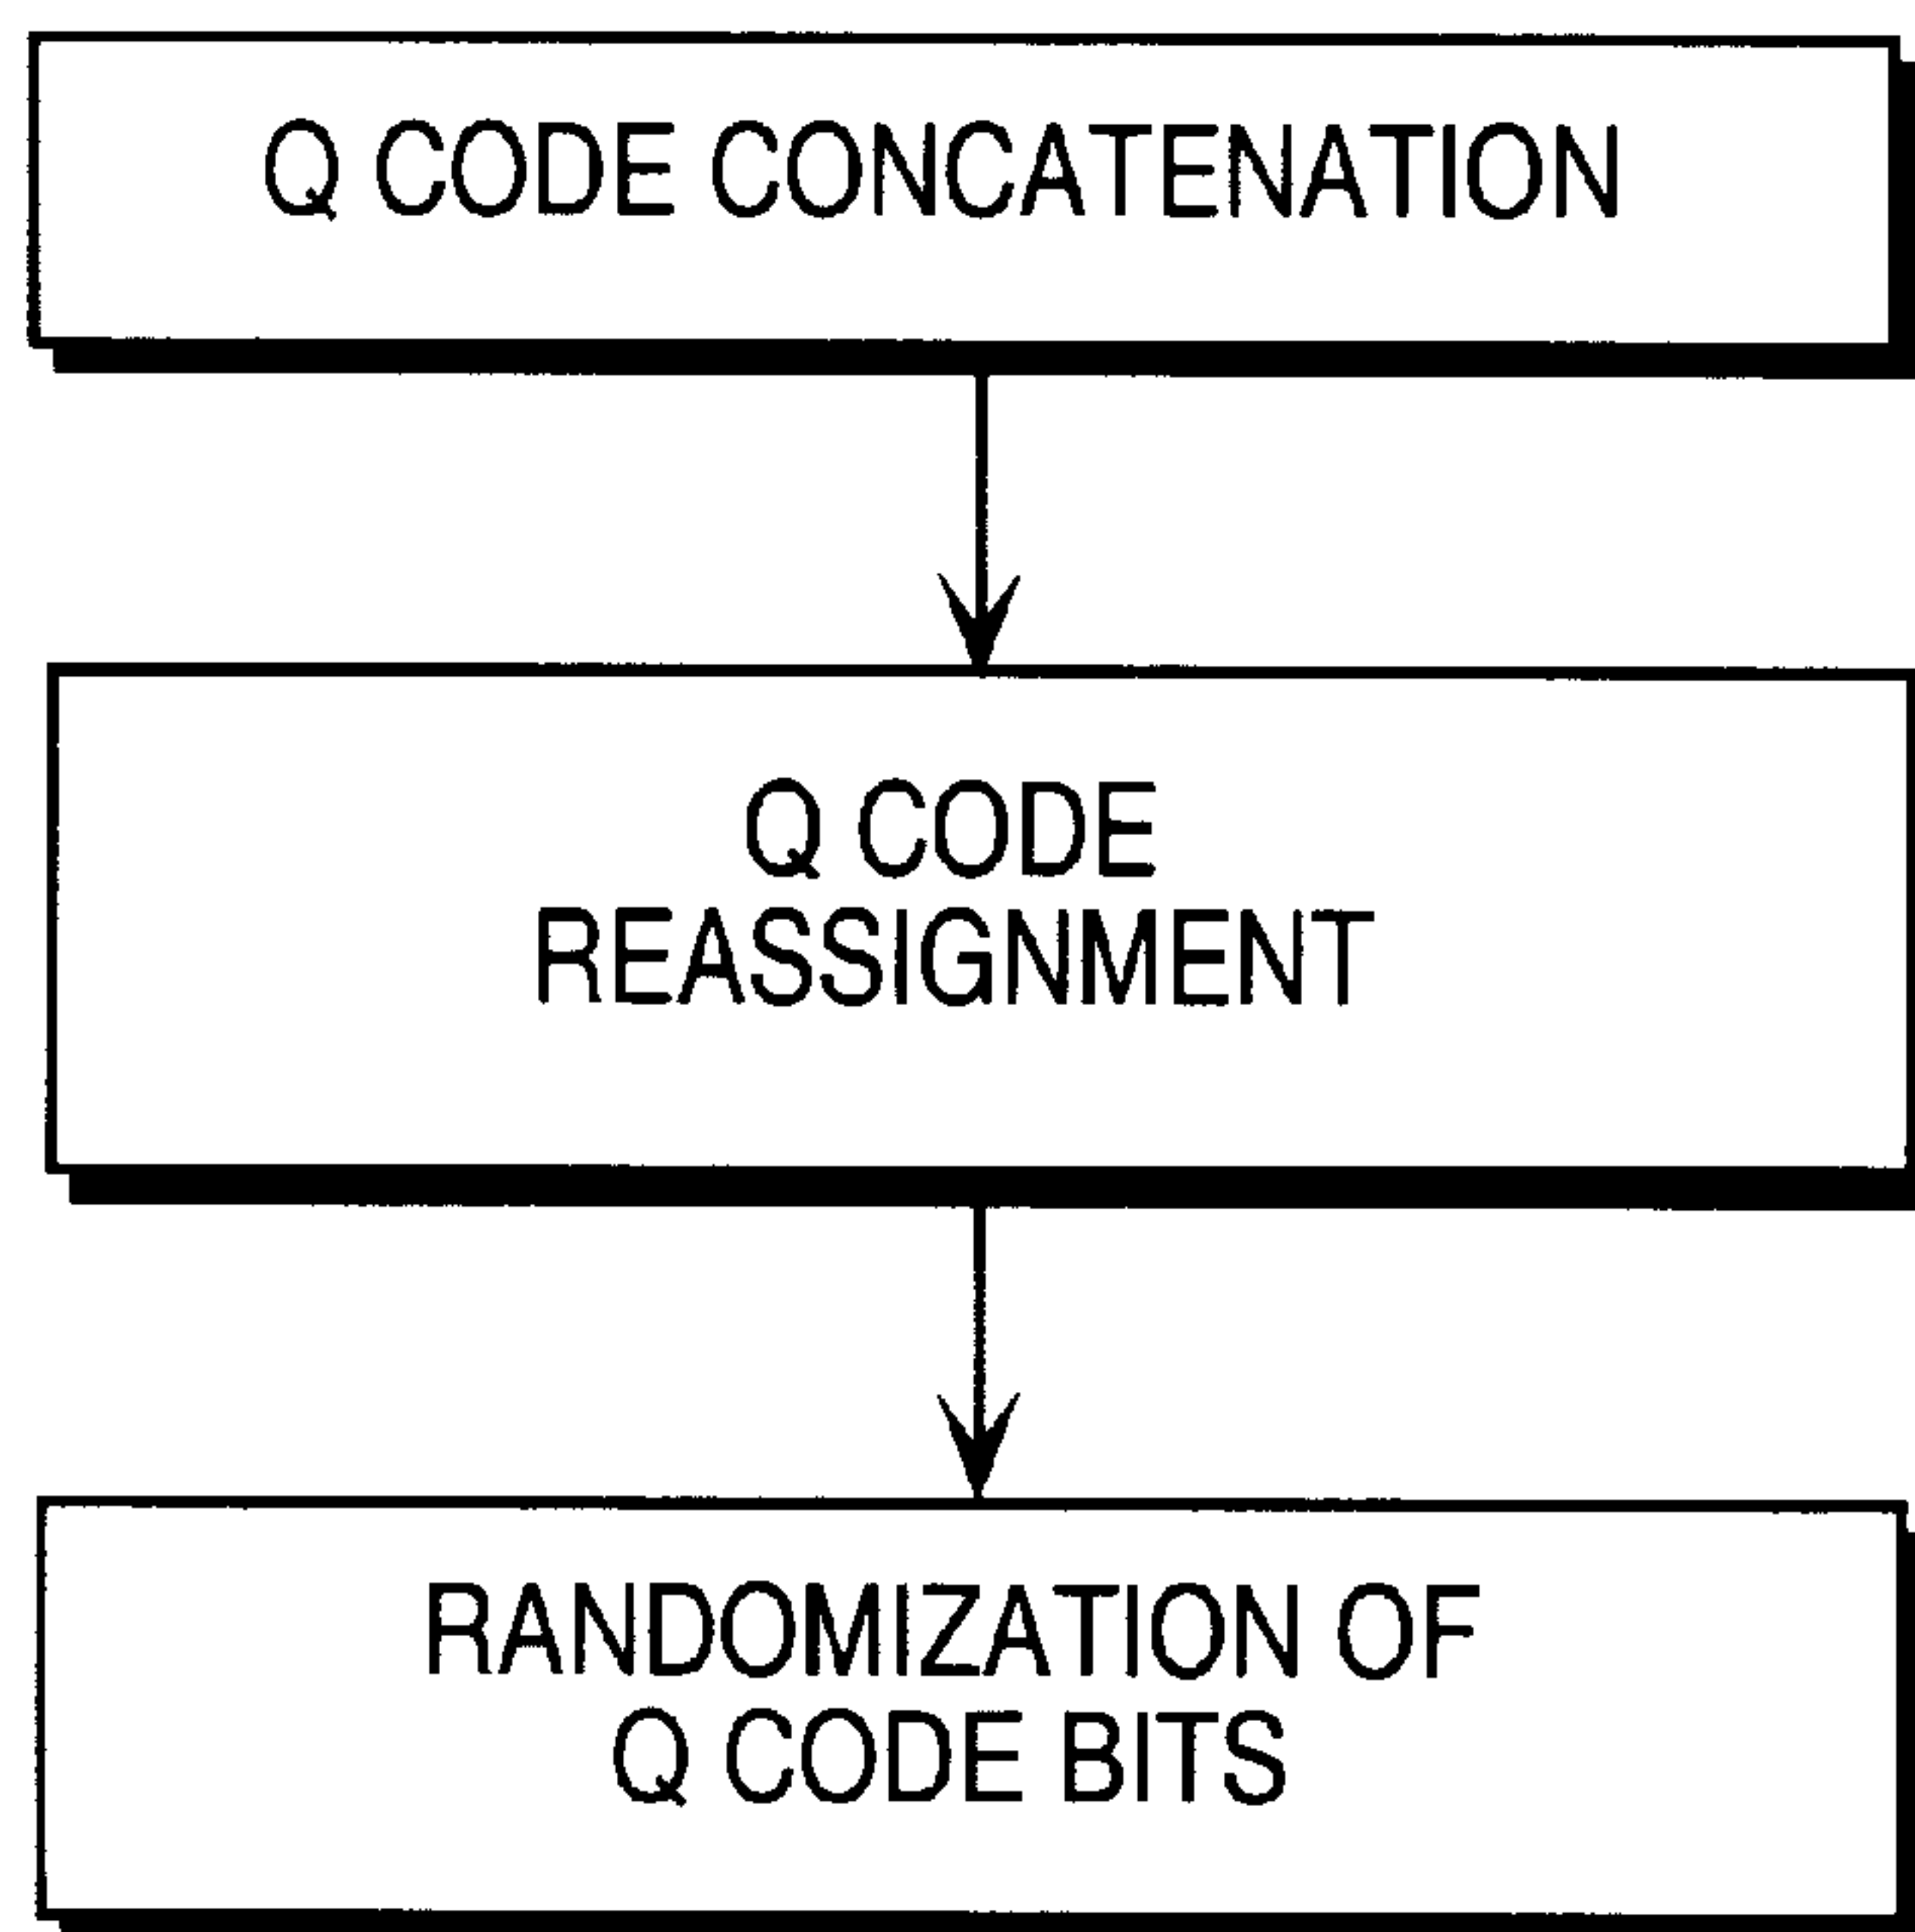 Q CODE CONCATENATION
Q CODE
REASSIGNMENT
RANDOMIZATION OF
Q CODE BITS